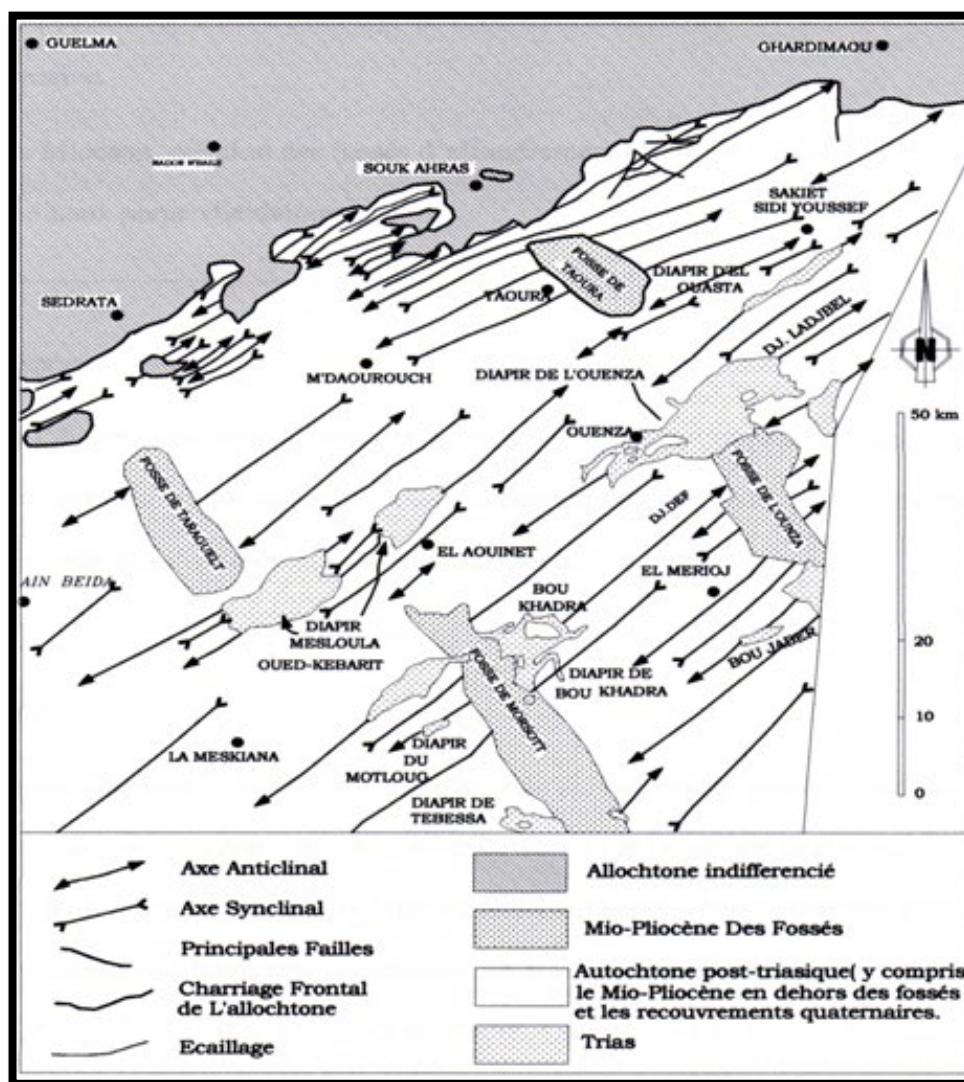 GUELMA
GHARDIMAOU
SOUK AHRAS
SAKIET
SIDI YOUSSEF
SEDRATA
FOSSE DE
TAOURA
TAOURA
DIAPIR D'EL
OUASTA
DJ. LADJBEL
M'DAOUROUCH
DIAPIR DE L'OUENZA
50 km
N
OUENZA
FOSSE DE TARAGUELT
FOSSE DE
L'OUNZA
DJ.DEF
EL AOUINET
EL MERIOJ
AIN BEIDA
BOU
KHADRA
DIAPIR
MESLOULA
OUED-KEBARIT
20
BOU JABER
DIAPIR DE
BOU KHADRA
FOSSE DE MORSOTT
10
LA MESKIANA
DIAPIR
DU
MOTLOUG
DIAPIR DE
TEBESSA
0
Axe Anticlinal
Axe Synclinal
Principales Failles
Charriage Frontal
de L'allochtone
Ecaillage
Allochtone indifferencié
Mio-Pliocène Des Fossés
Autochtone post-triasique( y compris
le Mio-Pliocène en dehors des fossés
et les recouvrements quaternaires.
Trias